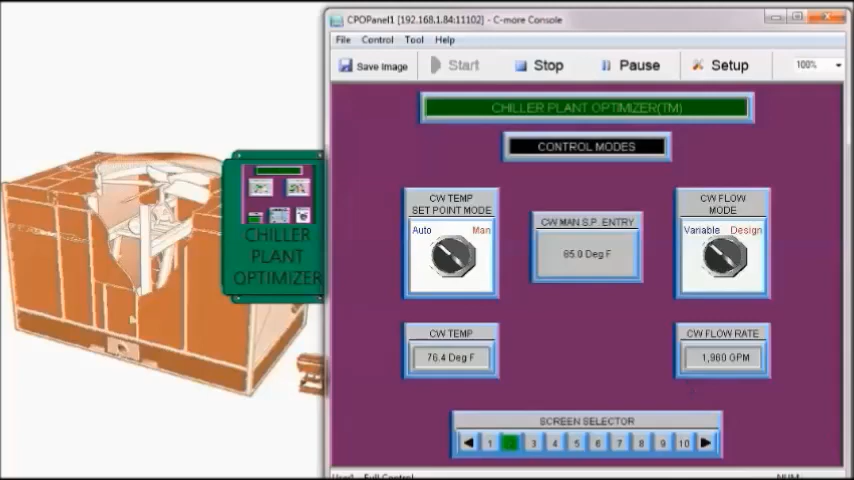 CPOPanel1 [192.168.1.84:11102] - C-more Console
File Control Tool Help
Save Image Start Stop Pause Setup 100%
CHILLER PLANT OPTIMIZER(TM)
CONTROL MODES
CW TEMP
SET POINT MODE
Auto Man
CW MAN S.P. ENTRY
85.0 Deg F
CW FLOW
MODE
Variable Design
CHILLER
PLANT
OPTIMIZER
CW TEMP
76.4 Deg F
CW FLOW RATE
1,960 GPM
SCREEN SELECTOR
1 2 3 4 5 6 7 8 9 10